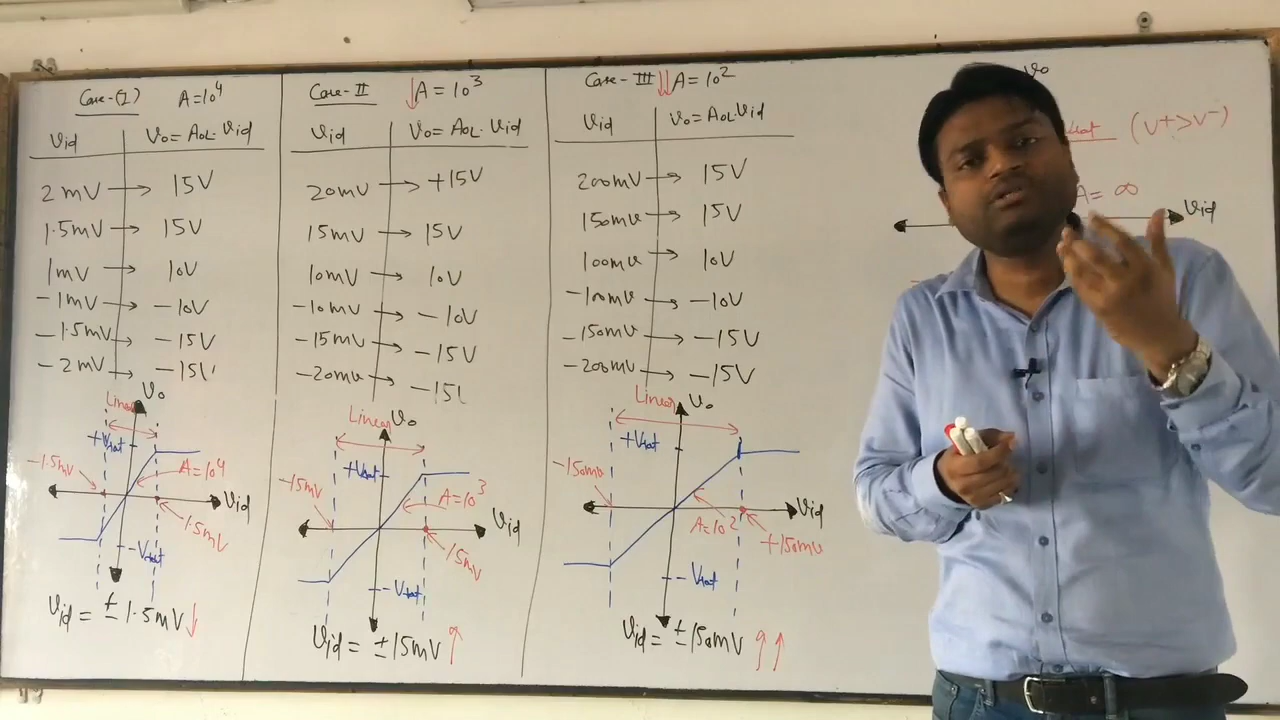 Case-(I) A=10⁴
Vid Vo=AOL.Vid
2mV → 15V
1.5mV → 15V
1mV → 10V
-1mV → -10V
-1.5mV → -15V
-2mV → -15V
Vo
Linear
+Vsat
-1.5mV
A=10⁴
Vid
1.5mV
-Vsat
Vid = ± 1.5mV ↓
Case-II ↓A=10³
Vid Vo=AOL.Vid
20mV → +15V
15mV → 15V
10mV → 10V
-10mV → -10V
-15mV → -15V
-20mV → -15V
Linear Vo
+Vsat
-15mV
A=10³
Vid
15mV
-Vsat
Vid = ±15mV ↑
Case-III ↓↓A=10²
Vid Vo=AOL.Vid
200mV → 15V
150mV → 15V
100mV → 10V
-100mV → -10V
-150mV → -15V
-200mV → -15V
Linear Vo
+Vsat
-150mV
Vid
A=10²
+150mV
-Vsat
Vid = ±150mV ↑↑
Vo
(V+>V-)
A=∞
Vid